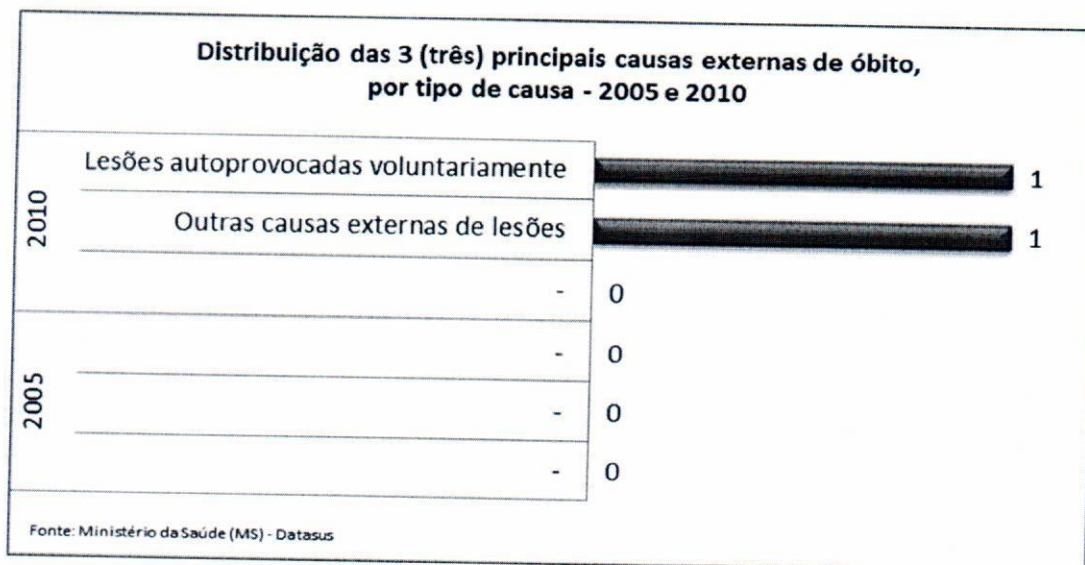 Distribuição das 3 (três) principais causas externas de óbito,
por tipo de causa - 2005 e 2010
2010
Lesões autoprovocadas voluntariamente 1
Outras causas externas de lesões 1
- 0
2005
- 0
- 0
- 0
Fonte: Ministério da Saúde (MS) - Datasus